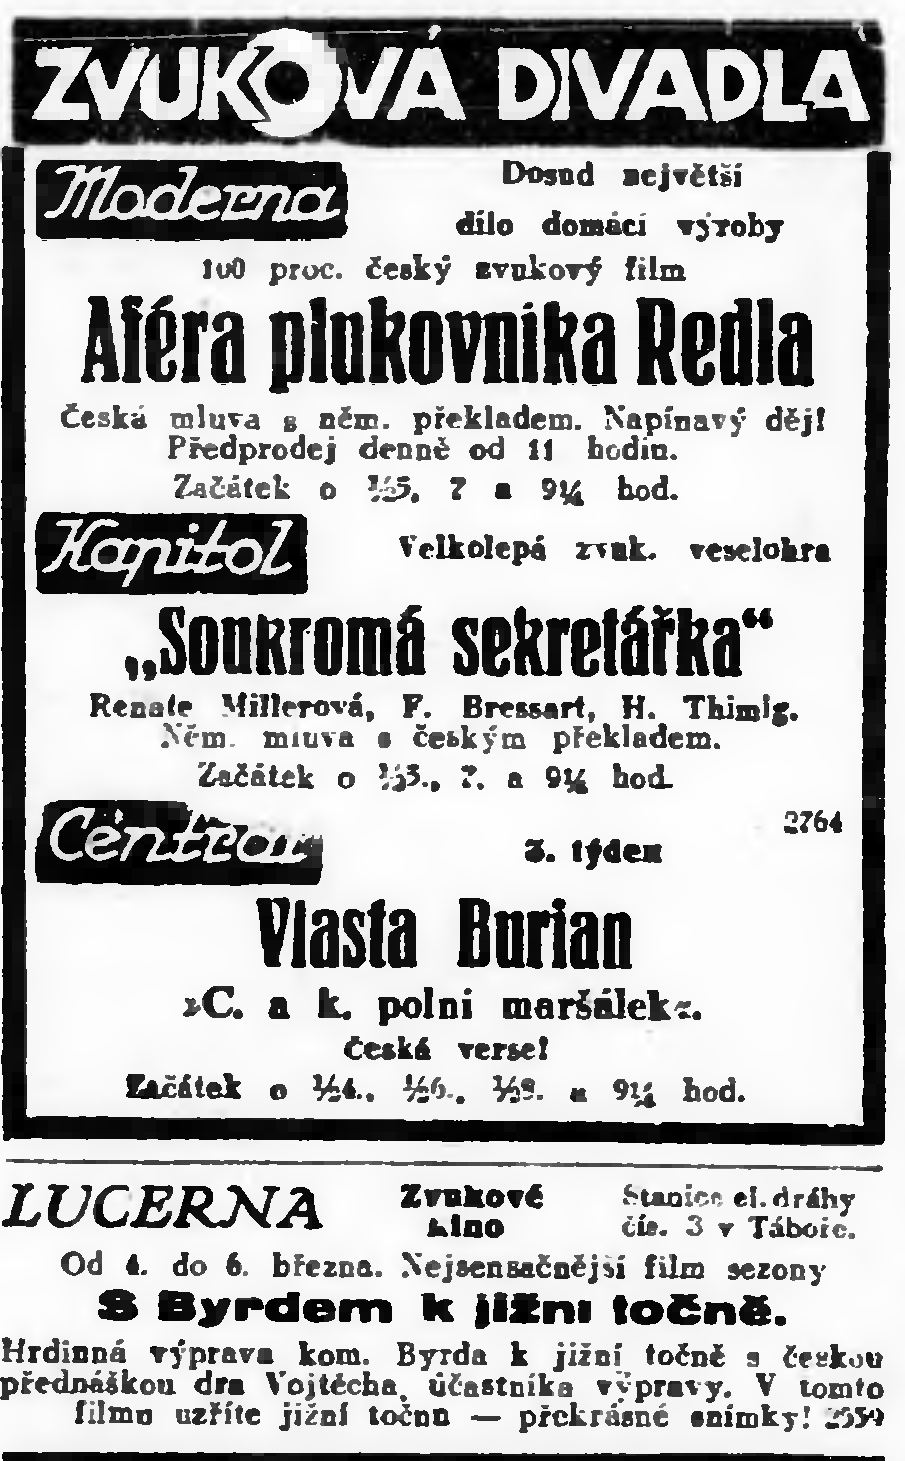 ZVUKOVÁ DIVADLA
Moderna
Dosud největší
dílo domácí výroby
100 proc. český zvukový film
Aféra plukovníka Redla
Česká mluva s něm. překladem. Napínavý děj!
Předprodej denně od 11 hodin.
Začátek o ½5, 7 a 9¼ hod.
Kapitol
Velkolepá zvuk. veselohra
„Soukromá sekretářka“
Renate Millerová, F. Bressart, H. Thimig.
Něm. mluva s českým překladem.
Začátek o ½5., 7. a 9¼ hod.
2764
Central
3. týden
Vlasta Burian
»C. a k. polní maršálek«.
Česká verse!
Začátek o ½4., ½6., ½8. a 9¼ hod.
LUCERNA
Zvukové
kino
Stanice el. dráhy
čís. 3 v Táboře.
Od 4. do 6. března. Nejsensačnější film sezony
S Byrdem k jižní točně.
Hrdinná výprava kom. Byrda k jižní točně s českou
přednáškou dra Vojtěcha, účastníka výpravy. V tomto
filmu uzříte jižní točnu — překrásné snímky!